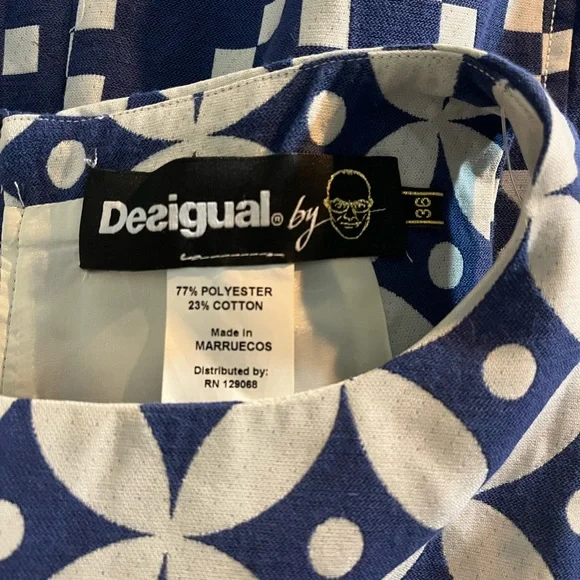 Desigual® by
36
77% POLYESTER
23% COTTON
Made in
MARRUECOS
Distributed by:
RN 129068